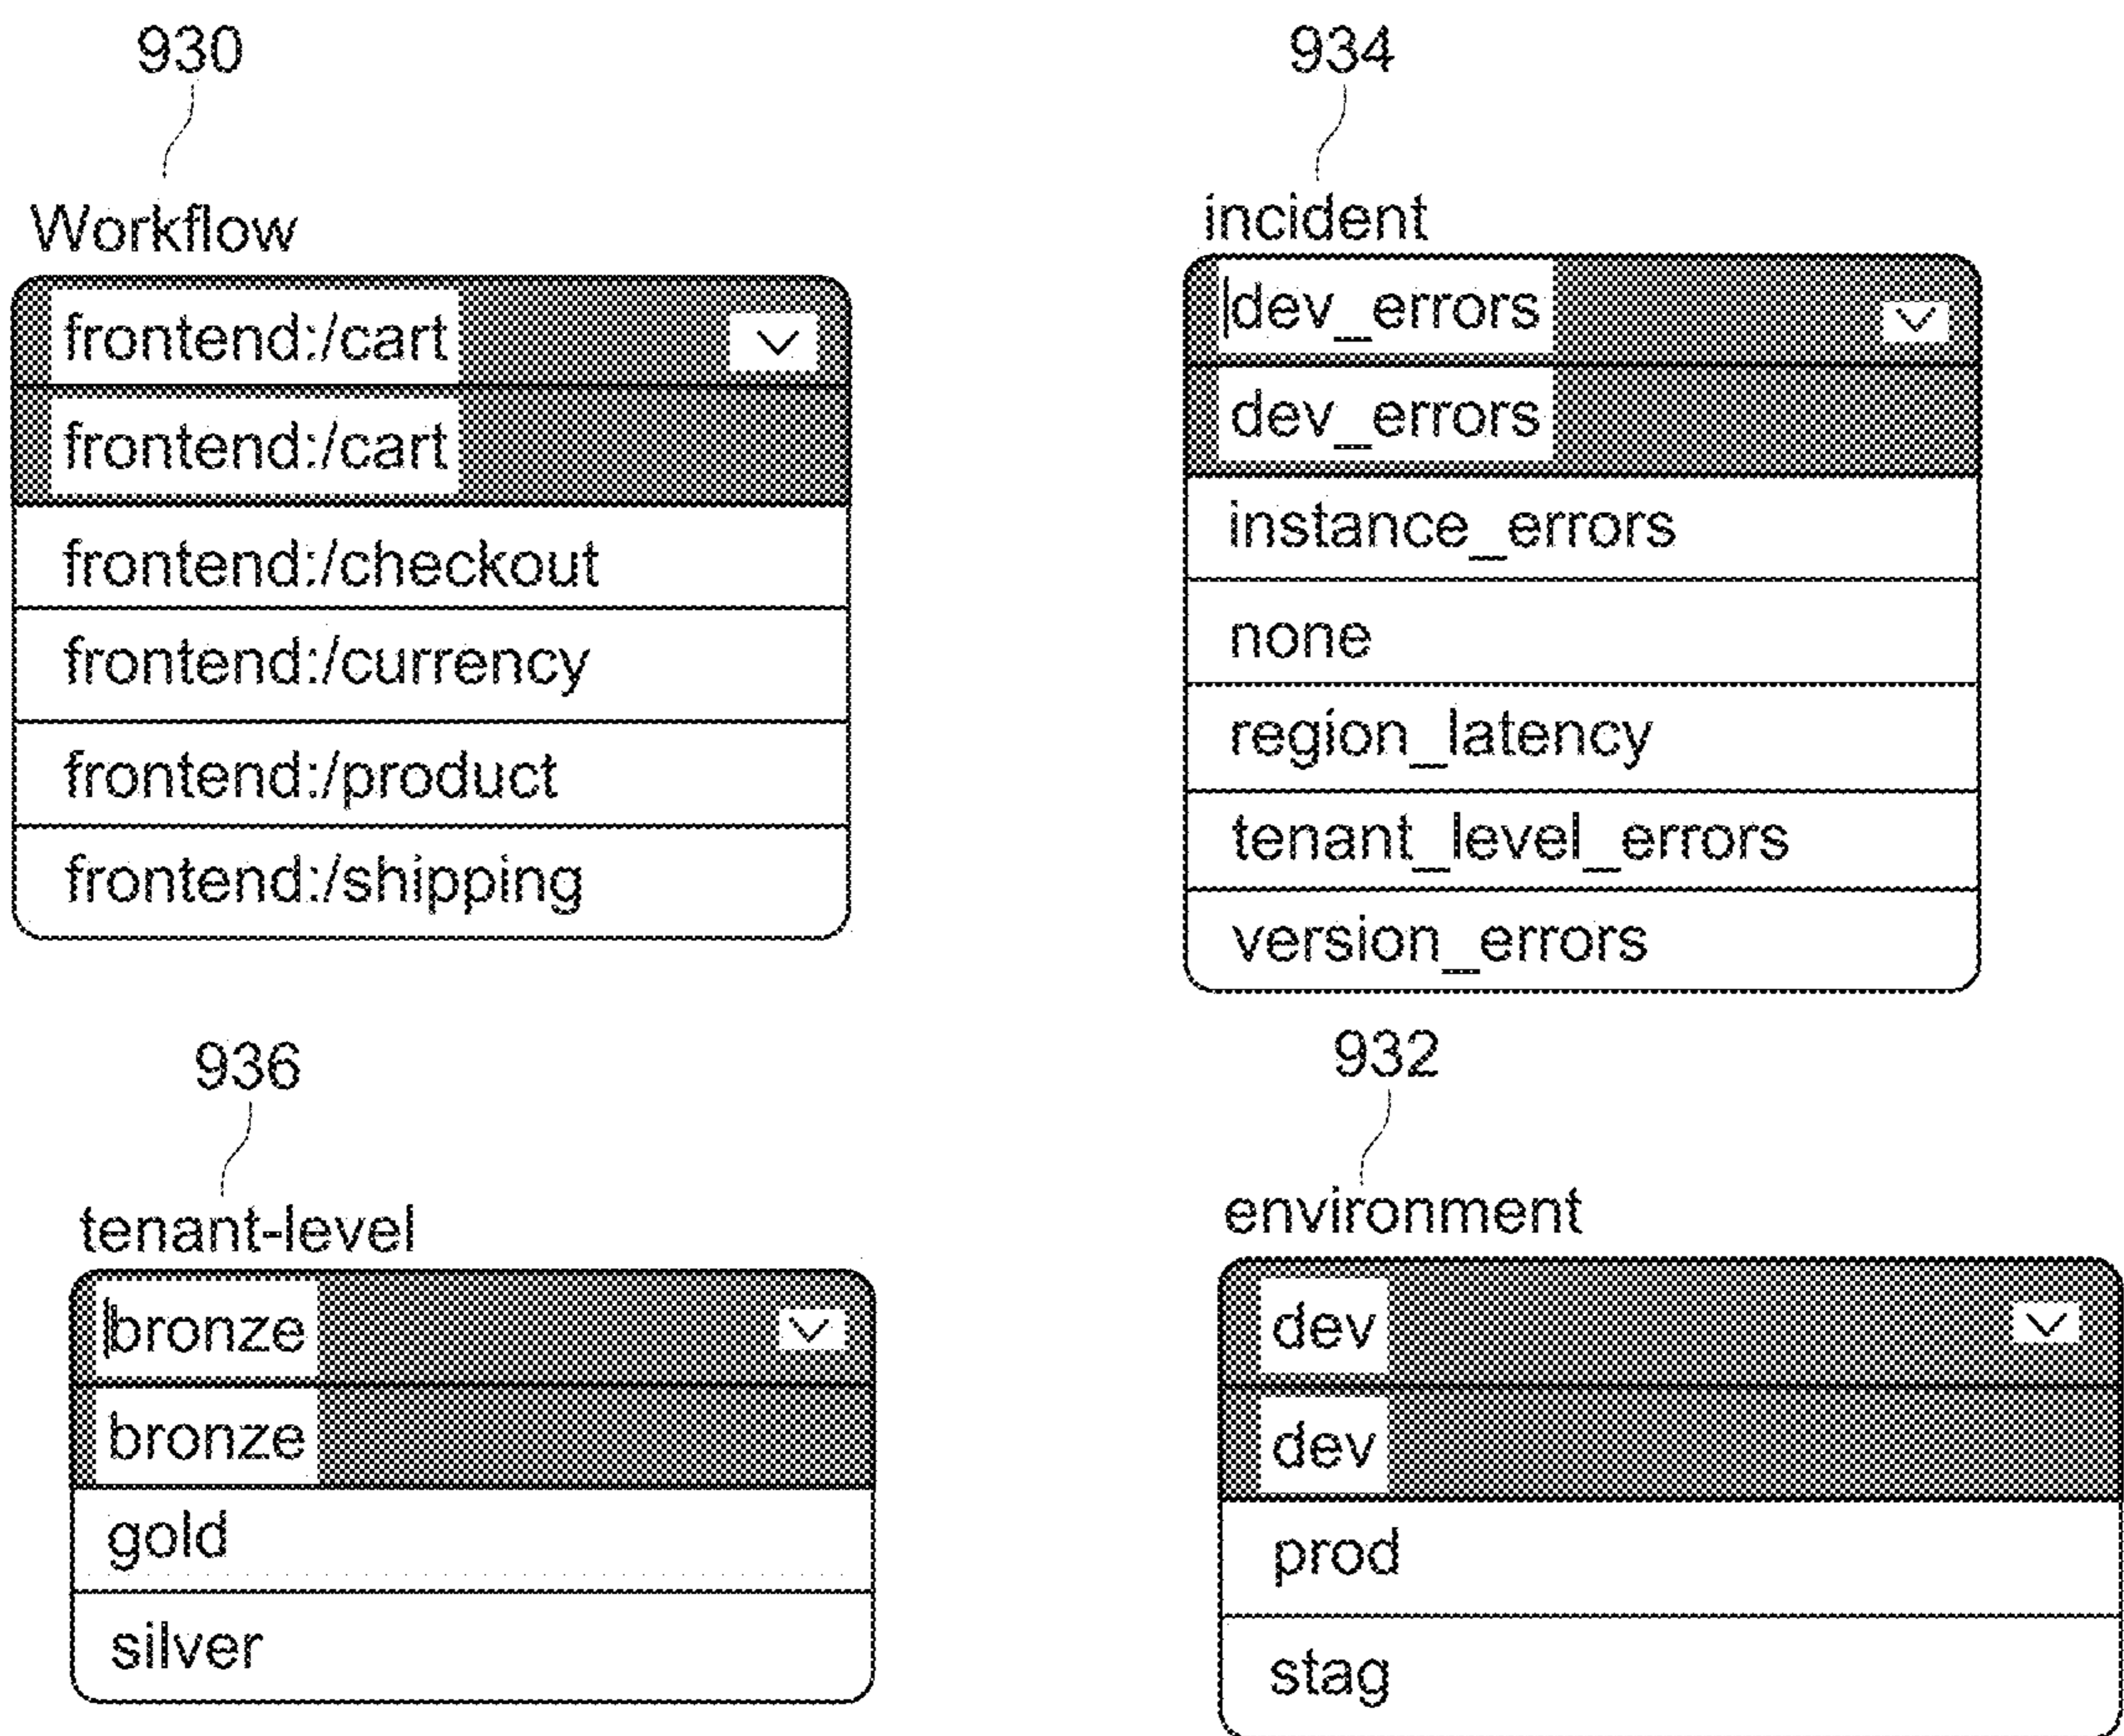 930
Workflow
frontend:/cart
frontend:/cart
frontend:/checkout
frontend:/currency
frontend:/product
frontend:/shipping
934
incident
dev_errors
dev_errors
instance_errors
none
region_latency
tenant_level_errors
version_errors
936
tenant-level
bronze
bronze
gold
silver
932
environment
dev
dev
prod
stag